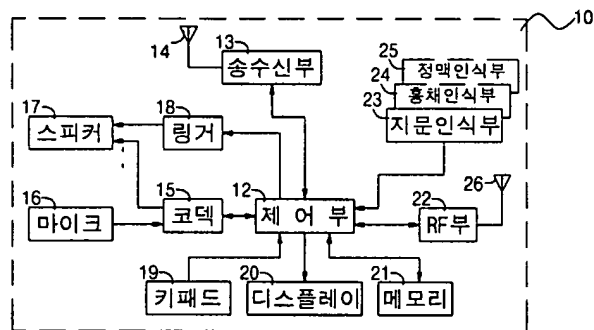 10
14
13
송수신부
25
정맥인식부
24
홍채인식부
23
지문인식부
17
스피커
18
링거
16
마이크
15
코덱
12
제 어 부
22
RF부
26
19
키패드
20
디스플레이
21
메모리